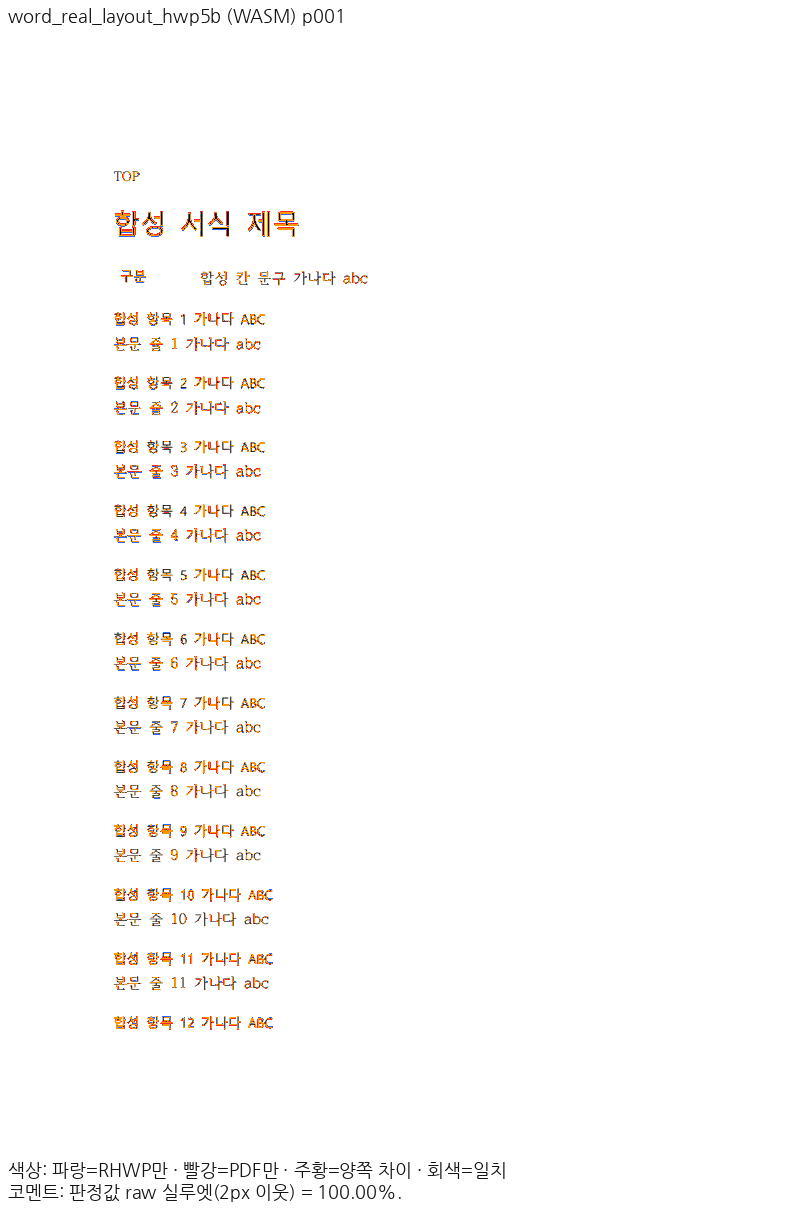 word_real_layout_hwp5b (WASM) p001
TOP
합성 서식 제목
구분 합성 칸 문구 가나다 abc
합성 항목 1 가나다 ABC
본문 줄 1 가나다 abc
합성 항목 2 가나다 ABC
본문 줄 2 가나다 abc
합성 항목 3 가나다 ABC
본문 줄 3 가나다 abc
합성 항목 4 가나다 ABC
본문 줄 4 가나다 abc
합성 항목 5 가나다 ABC
본문 줄 5 가나다 abc
합성 항목 6 가나다 ABC
본문 줄 6 가나다 abc
합성 항목 7 가나다 ABC
본문 줄 7 가나다 abc
합성 항목 8 가나다 ABC
본문 줄 8 가나다 abc
합성 항목 9 가나다 ABC
본문 줄 9 가나다 abc
합성 항목 10 가나다 ABC
본문 줄 10 가나다 abc
합성 항목 11 가나다 ABC
본문 줄 11 가나다 abc
합성 항목 12 가나다 ABC
색상: 파랑=RHWP만 · 빨강=PDF만 · 주황=양쪽 차이 · 회색=일치
코멘트: 판정값 raw 실루엣(2px 이웃) = 100.00%.